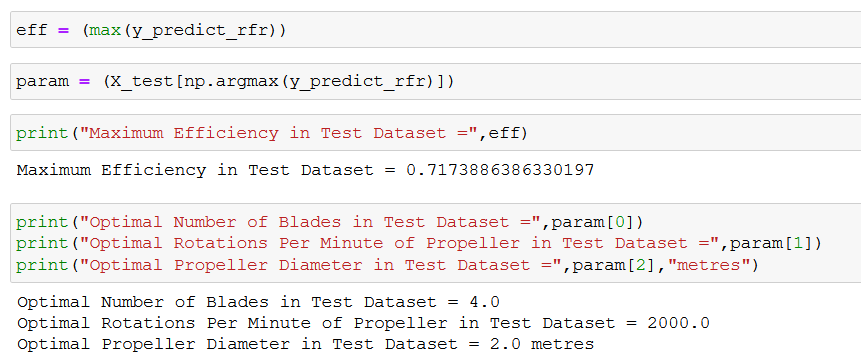 eff = (max(y_predict_rfr))
param = (X_test[np.argmax(y_predict_rfr)])
print("Maximum Efficiency in Test Dataset =",eff)
Maximum Efficiency in Test Dataset = 0.7173886386330197
print("Optimal Number of Blades in Test Dataset =",param[0])
print("Optimal Rotations Per Minute of Propeller in Test Dataset =",param[1])
print("Optimal Propeller Diameter in Test Dataset =",param[2],"metres")
Optimal Number of Blades in Test Dataset = 4.0
Optimal Rotations Per Minute of Propeller in Test Dataset = 2000.0
Optimal Propeller Diameter in Test Dataset = 2.0 metres